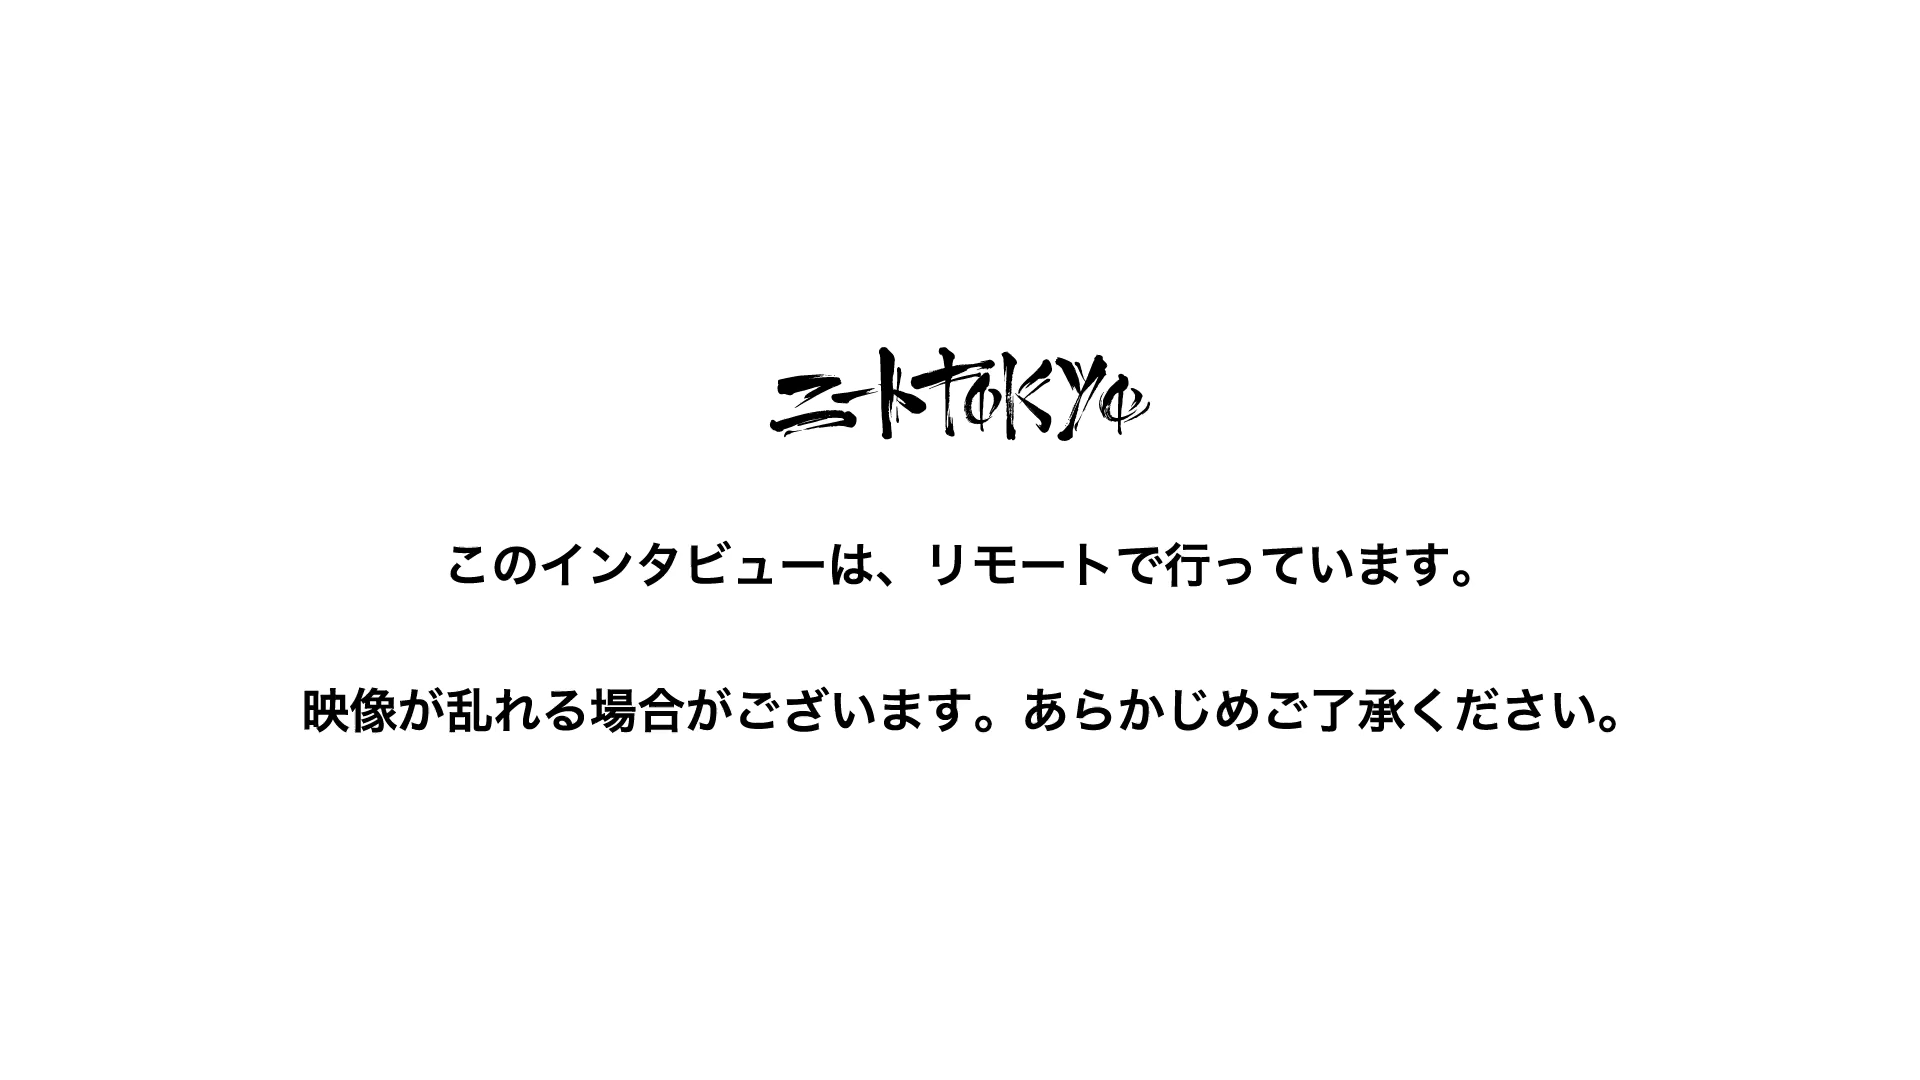 ニートtokyo
このインタビューは、リモートで行っています。
映像が乱れる場合がございます。あらかじめご了承ください。